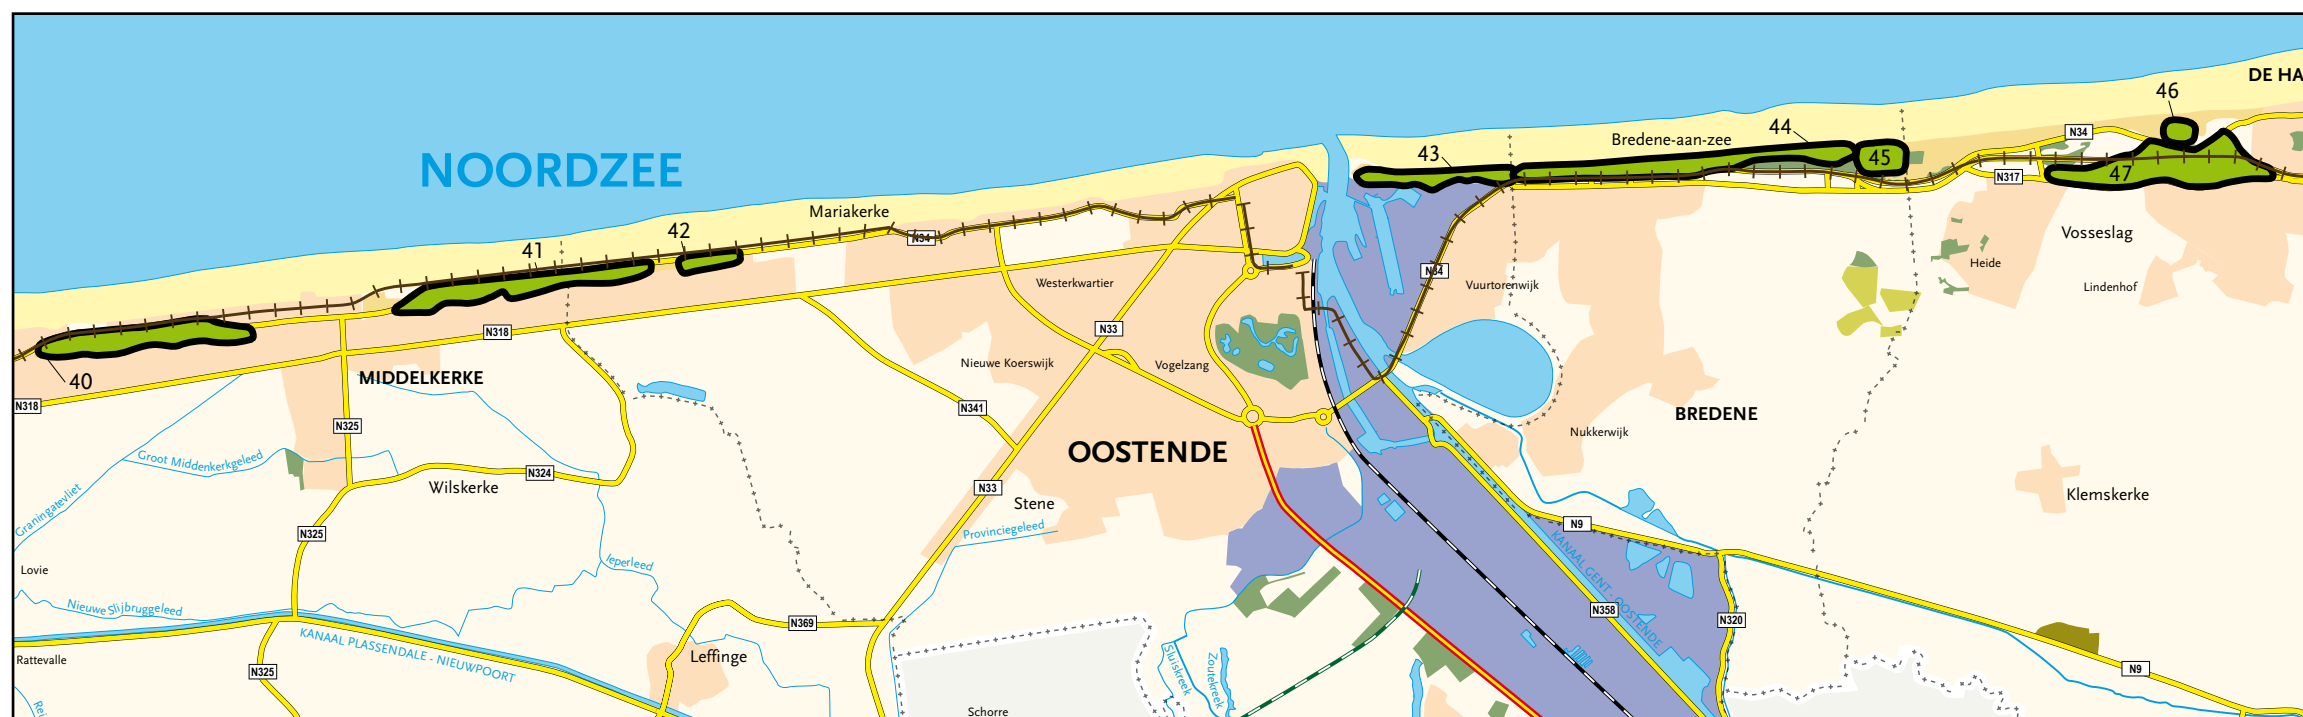 DE HA
46
44
Bredene-aan-zee
N34
43
45
NOORDZEE
47
N317
Mariakerke
42
41
N34
Vosseslag
Heide
N34
Westerkwartier
Vuurtorenwijk
Lindenhof
N318
N33
Nieuwe Koerswijk
Vogelzang
40
MIDDELKERKE
N318
N341
BREDENE
N325
Nukkerwijk
OOSTENDE
Groot Middenkerkgeleed
N324
Wilskerke
N33
Klemskerke
Stene
Graningatevliet
N325
Provinciegeleed
N9
Ieperleed
Lovie
KANAAL GENT - OOSTENDE
Nieuwe Slijbruggeleed
N358
N320
N369
KANAAL PLASSENDALE - NIEUWPOORT
Leffinge
Rattevalle
N325
Sluiskreek
Zoutekreek
N9
Rei
Schorre